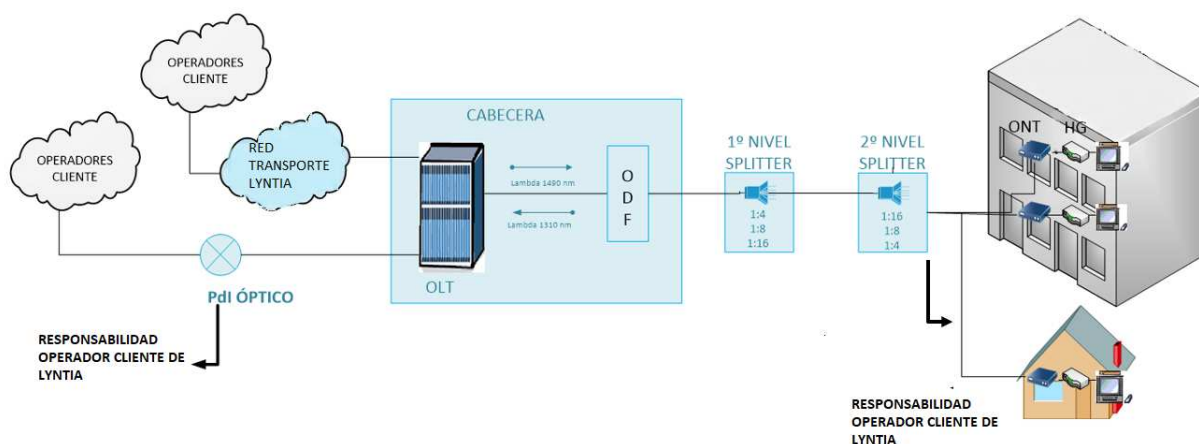 OPERADORES
CLIENTE
OPERADORES
CLIENTE
RED
TRANSPORTE
LYNTIA
PdI ÓPTICO
RESPONSABILIDAD
OPERADOR CLIENTE DE
LYNTIA
CABECERA
Lambda 1490 nm
Lambda 1310 nm
O
D
F
OLT
1º NIVEL
SPLITTER
1:4
1:8
1:16
2º NIVEL
SPLITTER
1:16
1:8
1:4
ONT
HG
RESPONSABILIDAD
OPERADOR CLIENTE DE
LYNTIA